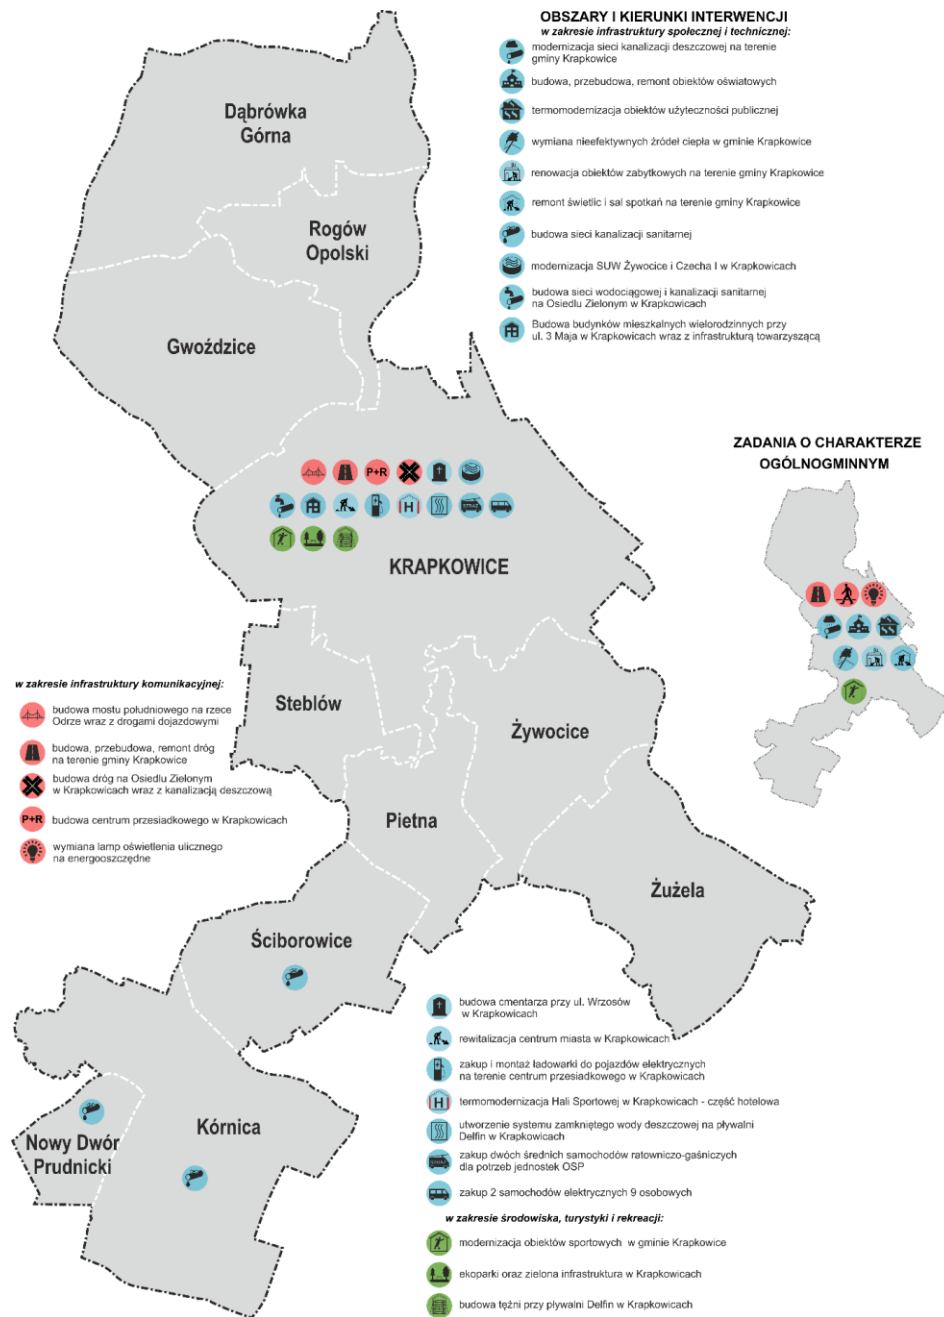 OBSZARY I KIERUNKI INTERWENCJI
w zakresie infrastruktury społecznej i technicznej:
modernizacja sieci kanalizacji deszczowej na terenie
gminy Krapkowice
budowa, przebudowa, remont obiektów oświatowych
termomodernizacja obiektów użyteczności publicznej
wymiana nieefektywnych źródeł ciepła w gminie Krapkowice
renowacja obiektów zabytkowych na terenie gminy Krapkowice
remont świetlic i sal spotkań na terenie gminy Krapkowice
budowa sieci kanalizacji sanitarnej
modernizacja SUW Żywocice i Czecha I w Krapkowicach
budowa sieci wodociągowej i kanalizacji sanitarnej
na Osiedlu Zielonym w Krapkowicach
Budowa budynków mieszkalnych wielorodzinnych przy
ul. 3 Maja w Krapkowicach wraz z infrastrukturą towarzyszącą
Dąbrówka
Górna
Rogów
Opolski
Gwoździce
P+R
H
KRAPKOWICE
ZADANIA O CHARAKTERZE
OGÓLNOGMINNYM
Steblów
Żywocice
Pietna
Żużela
Ściborowice
Kórnica
Nowy Dwór
Prudnicki
w zakresie infrastruktury komunikacyjnej:
budowa mostu południowego na rzece
Odrze wraz z drogami dojazdowymi
budowa, przebudowa, remont dróg
na terenie gminy Krapkowice
budowa dróg na Osiedlu Zielonym
w Krapkowicach wraz z kanalizacją deszczową
P+R
budowa centrum przesiadkowego w Krapkowicach
wymiana lamp oświetlenia ulicznego
na energooszczędne
budowa cmentarza przy ul. Wrzosów
w Krapkowicach
rewitalizacja centrum miasta w Krapkowicach
zakup i montaż ładowarki do pojazdów elektrycznych
na terenie centrum przesiadkowego w Krapkowicach
H
termomodernizacja Hali Sportowej w Krapkowicach - część hotelowa
utworzenie systemu zamkniętego wody deszczowej na pływalni
Delfin w Krapkowicach
zakup dwóch średnich samochodów ratowniczo-gaśniczych
dla potrzeb jednostek OSP
zakup 2 samochodów elektrycznych 9 osobowych
w zakresie środowiska, turystyki i rekreacji:
modernizacja obiektów sportowych w gminie Krapkowice
ekoparki oraz zielona infrastruktura w Krapkowicach
budowa tężni przy pływalni Delfin w Krapkowicach